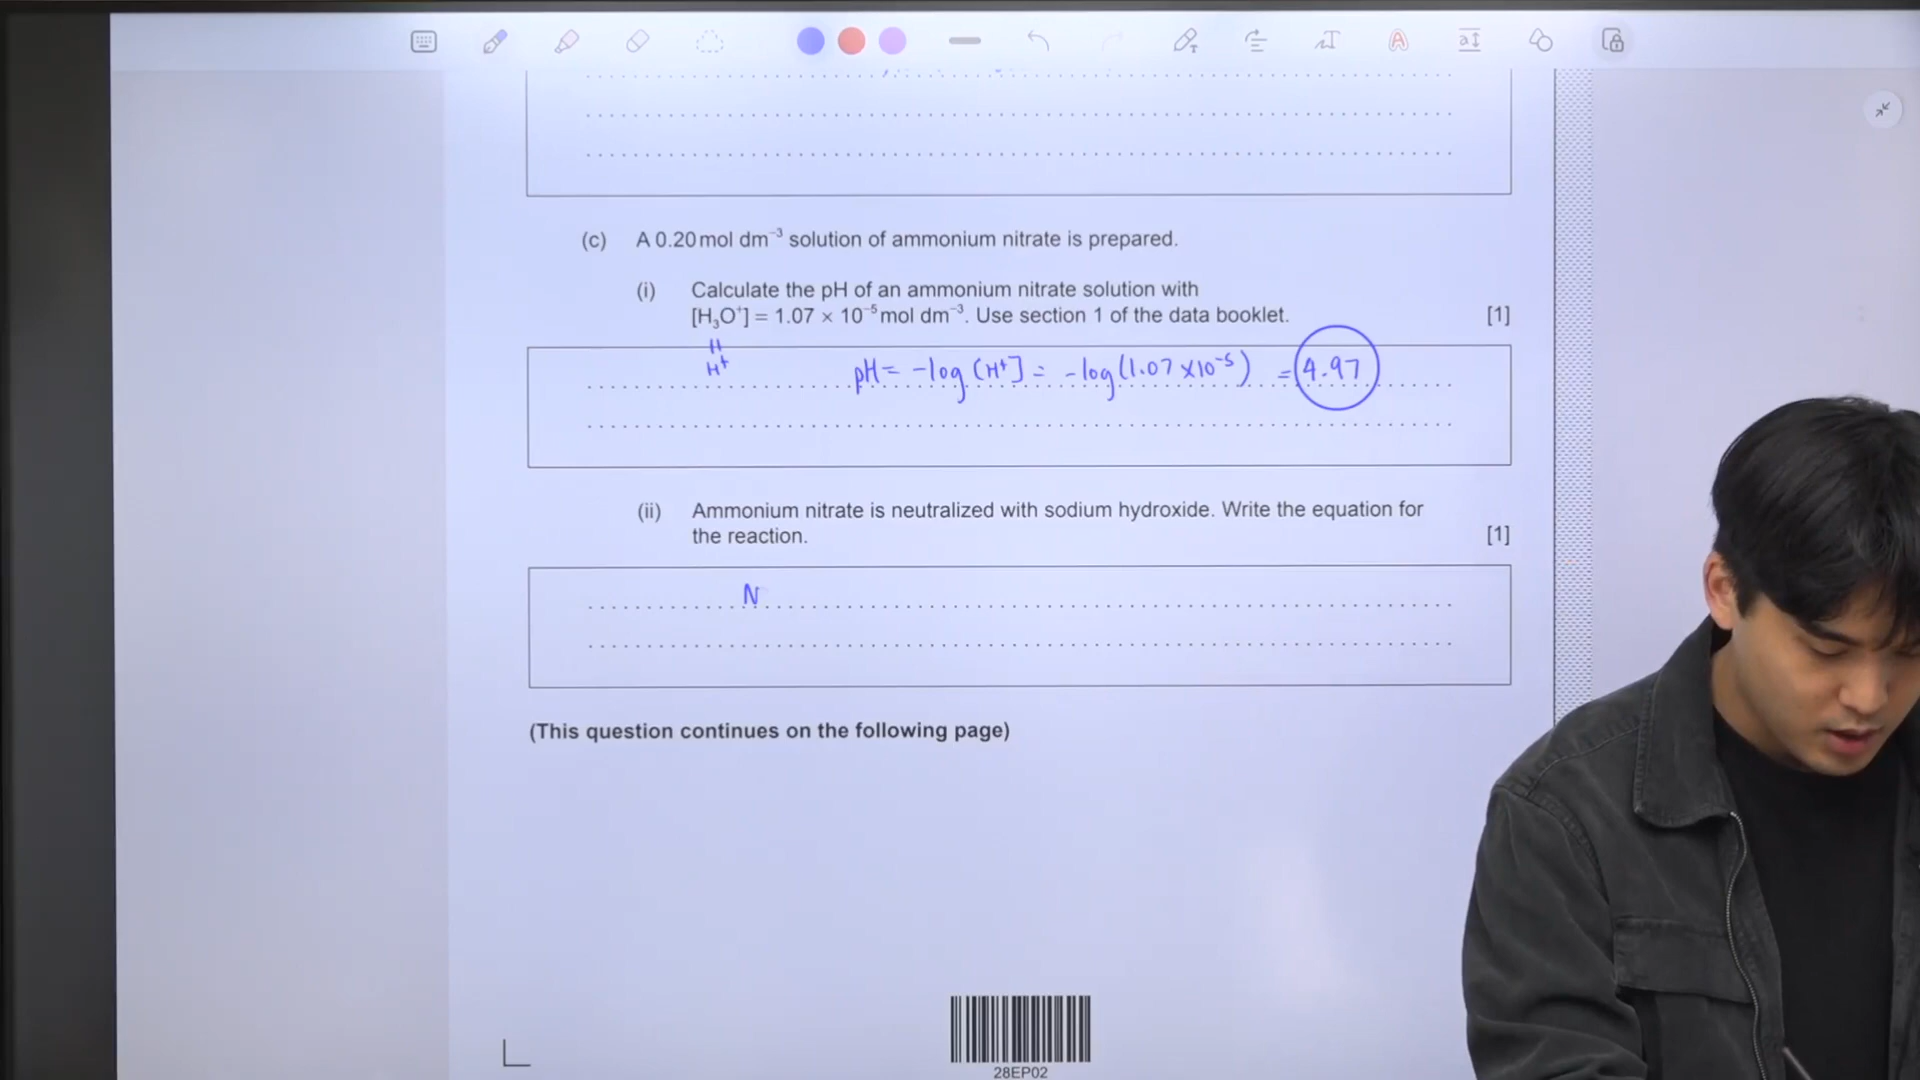 (c) A 0.20 mol dm⁻³ solution of ammonium nitrate is prepared.
(i) Calculate the pH of an ammonium nitrate solution with
[H₃O⁺] = 1.07 × 10⁻⁵ mol dm⁻³. Use section 1 of the data booklet. [1]
H⁺
pH = -log [H⁺] = -log(1.07 ×10⁻⁵) = 4.97
(ii) Ammonium nitrate is neutralized with sodium hydroxide. Write the equation for
the reaction. [1]
N
(This question continues on the following page)
28EP02